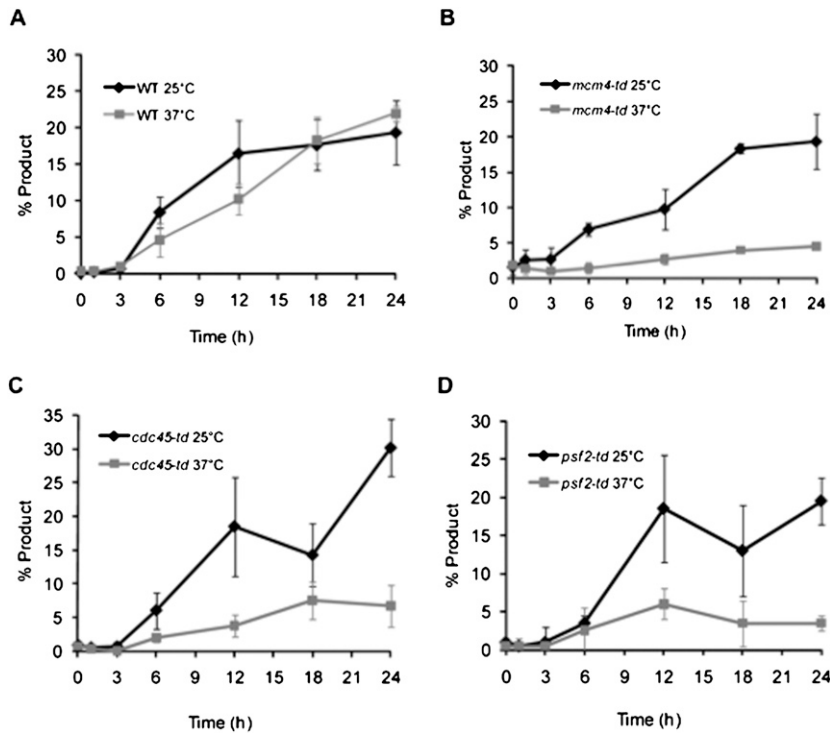 A
30
25
20
15
10
5
0
% Product
WT 25°C
WT 37°C
0 3 6 9 12 15 18 21 24
Time (h)
B
30
25
20
15
10
5
0
% Product
mcm4-td 25°C
mcm4-td 37°C
0 3 6 9 12 15 18 21 24
Time (h)
C
35
30
25
20
15
10
5
0
% Product
cdc45-td 25°C
cdc45-td 37°C
0 3 6 9 12 15 18 21 24
Time (h)
D
30
25
20
15
10
5
0
% Product
psf2-td 25°C
psf2-td 37°C
0 3 6 9 12 15 18 21 24
Time (h)